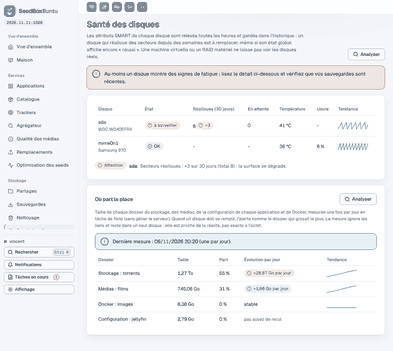 SeedBoxBuntu
2026.11.11-1000
Vue d'ensemble
Vue d'ensemble
Maison
Services
Applications
Catalogue
Trackers
Agrégateur
Qualité des médias
Remplacements
Optimisation des seeds
Stockage
Partages
Sauvegardes
Nettoyage
vincent
Rechercher Ctrl K
Notifications
Tâches en cours
Affichage
Santé des disques
Les attributs SMART de chaque disque sont relevés toutes les heures et gardés dans l'historique : un
disque qui réalloue des secteurs depuis des semaines est à remplacer, même si son état global
affiche encore « réussi ». Une machine virtuelle ou un RAID matériel ne laisse pas voir ses disques
réels.
Analyser
Au moins un disque montre des signes de fatigue : lisez le détail ci-dessous et vérifiez que vos sauvegardes sont
récentes.
Disque État Réalloués (30 jours) En attente Température Usure Tendance
sda à surveiller 8 +3 0 41 °C -
WDC WD40EFRX
nvme0n1 OK - - 36 °C 6 %
Samsung 970
Attention sda Secteurs réalloués : +3 sur 30 jours (total 8) : la surface se dégrade.
Où part la place
Analyser
Taille de chaque dossier du stockage, des médias, de la configuration de chaque application et de Docker, mesurée une fois par jour en
tâche de fond (sans gêner le serveur). Quand un disque se remplit, l'alerte nomme le dossier qui grossit le plus. La mesure ignore les
liens et reste dans un seul disque : elle est proche de la réalité, pas exacte à l'octet.
Dernière mesure : 06/11/2026 20:20 (une par jour).
Dossier Taille Part Évolution par jour Tendance
Stockage : torrents 1,27 To 55 % +28,87 Go par jour
Médias : films 745,06 Go 31 % +1,86 Go par jour
Docker : images 8,38 Go 0 % stable
Configuration : jellyfin 2,79 Go 0 % pas assez de recul